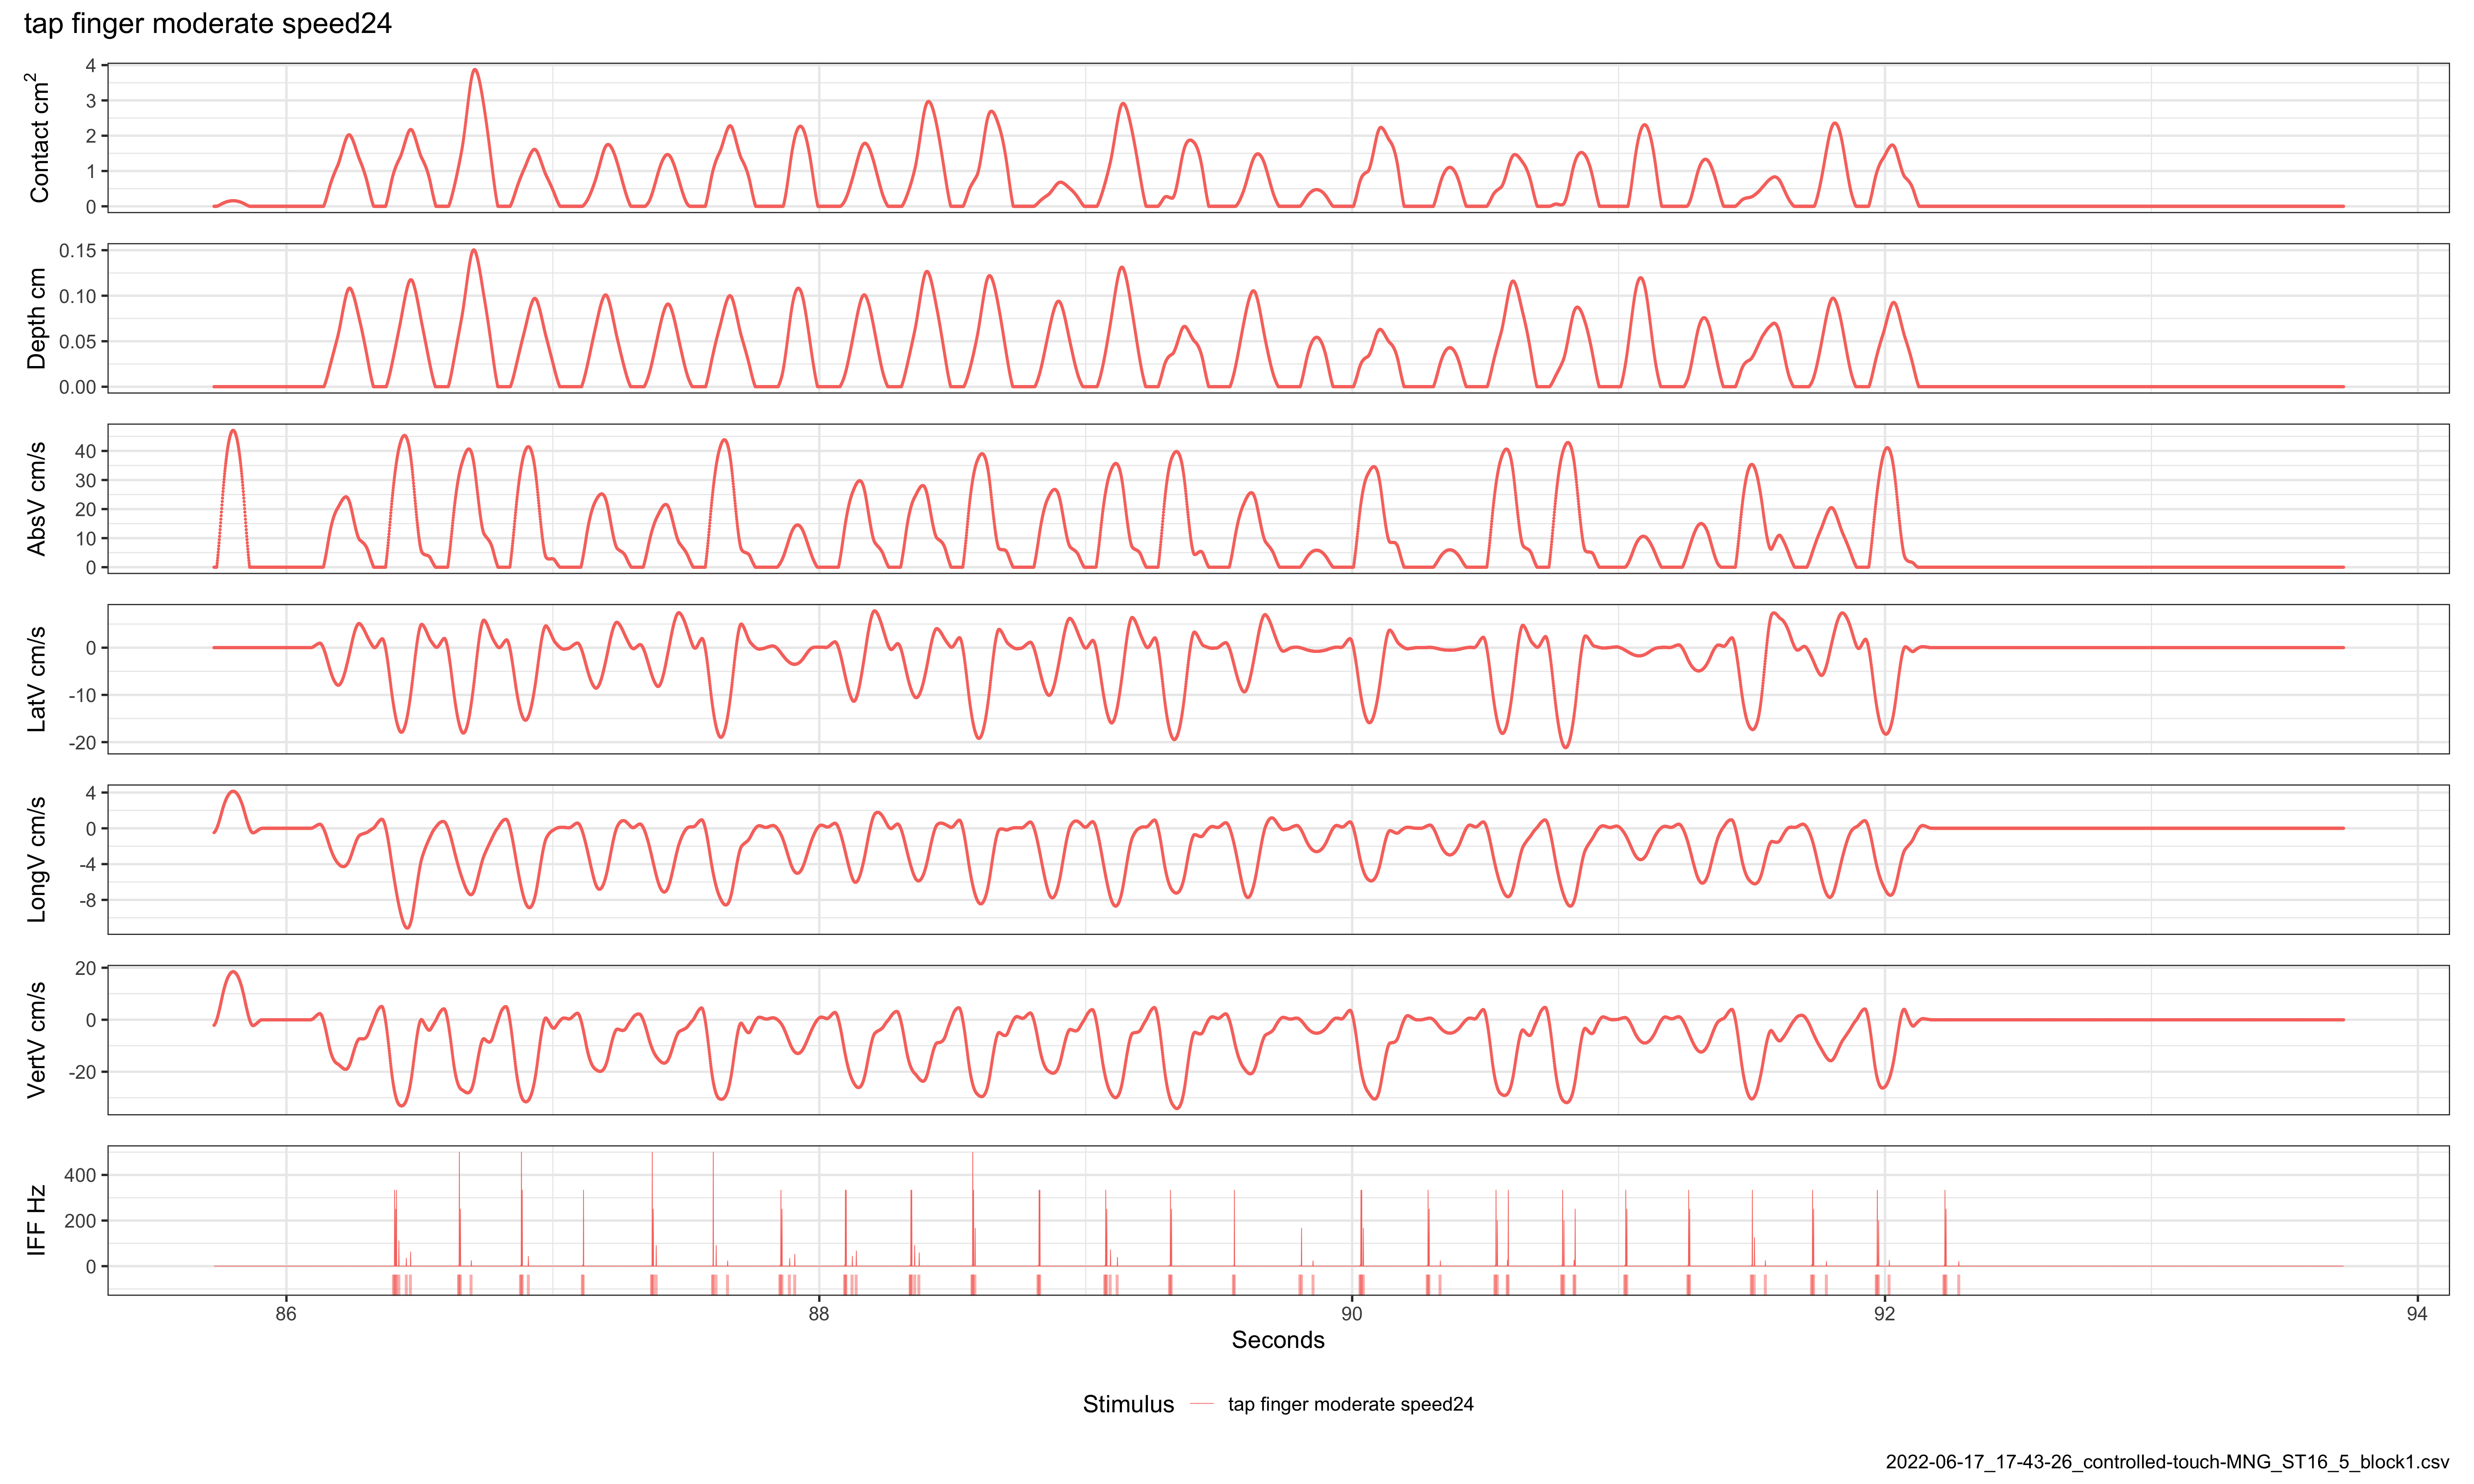 tap finger moderate speed24
Contact cm²
4
3
2
1
0
Depth cm
0.15
0.10
0.05
0.00
AbsV cm/s
40
30
20
10
0
LatV cm/s
0
-10
-20
LongV cm/s
4
0
-4
-8
VertV cm/s
20
0
-20
IFF Hz
400
200
0
86 88 90 92 94
Seconds
Stimulus tap finger moderate speed24
2022-06-17_17-43-26_controlled-touch-MNG_ST16_5_block1.csv